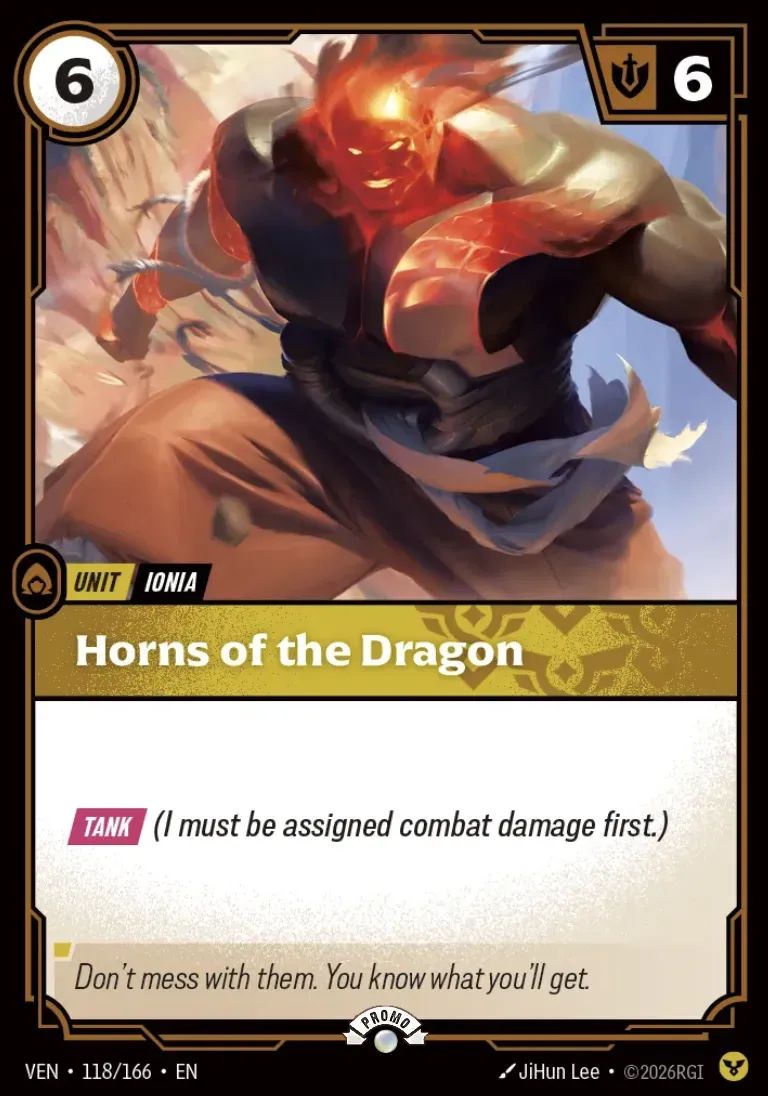 6
6
UNIT IONIA
Horns of the Dragon
TANK (I must be assigned combat damage first.)
Don't mess with them. You know what you'll get.
PROMO
VEN • 118/166 • EN
JiHun Lee • ©2026RGI